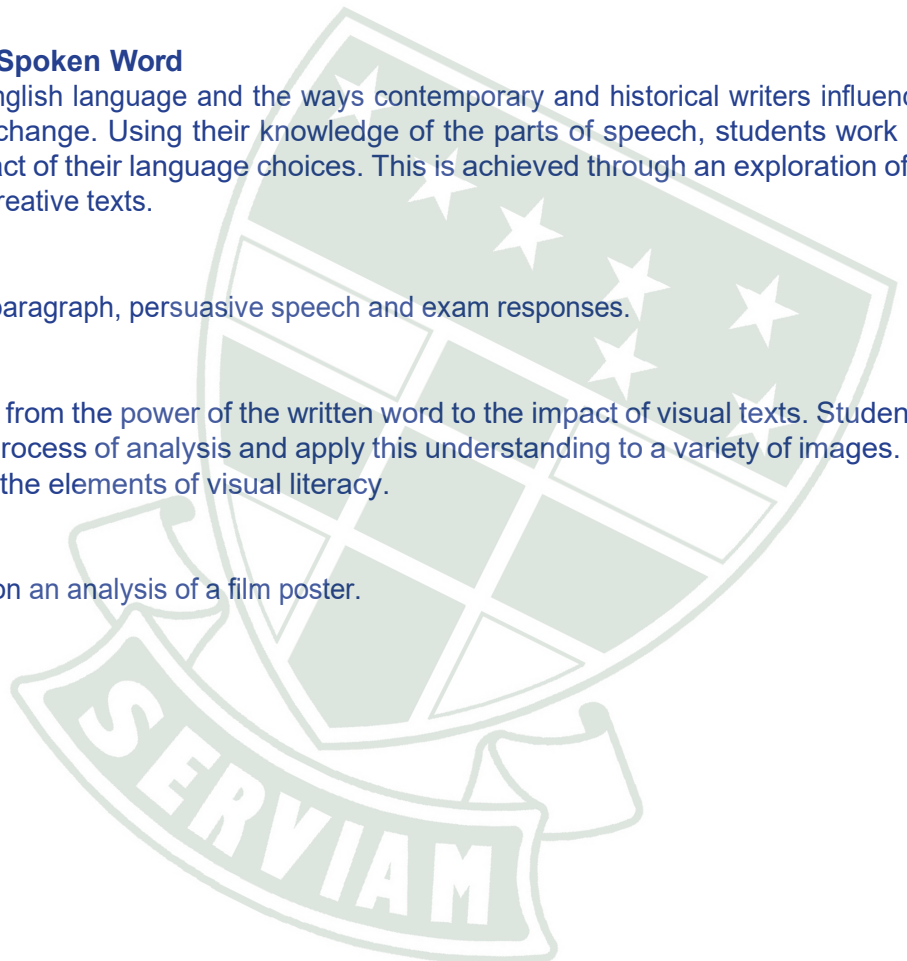 Spoken Word
nglish language and the ways contemporary and historical writers influenc
change. Using their knowledge of the parts of speech, students work
act of their language choices. This is achieved through an exploration of
reative texts.
paragraph, persuasive speech and exam responses.
from the power of the written word to the impact of visual texts. Studen
rocess of analysis and apply this understanding to a variety of images.
the elements of visual literacy.
on an analysis of a film poster.
SERVIAM